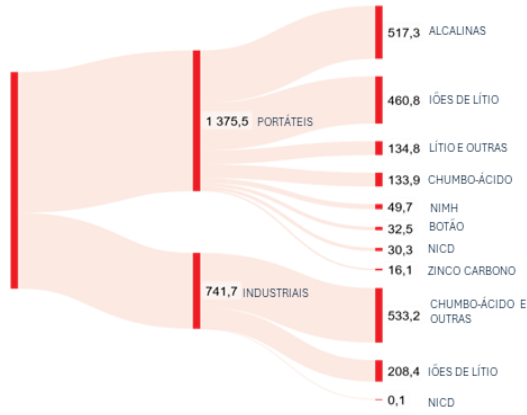 517,3 ALCALINAS
460,8 IÕES DE LÍTIO
1 375,5 PORTÁTEIS
134,8 LÍTIO E OUTRAS
133,9 CHUMBO-ÁCIDO
49,7 NIMH
32,5 BOTÃO
30,3 NICD
16,1 ZINCO CARBONO
741,7 INDUSTRIAIS
533,2 CHUMBO-ÁCIDO E
OUTRAS
208,4 IÕES DE LÍTIO
0,1 NICD